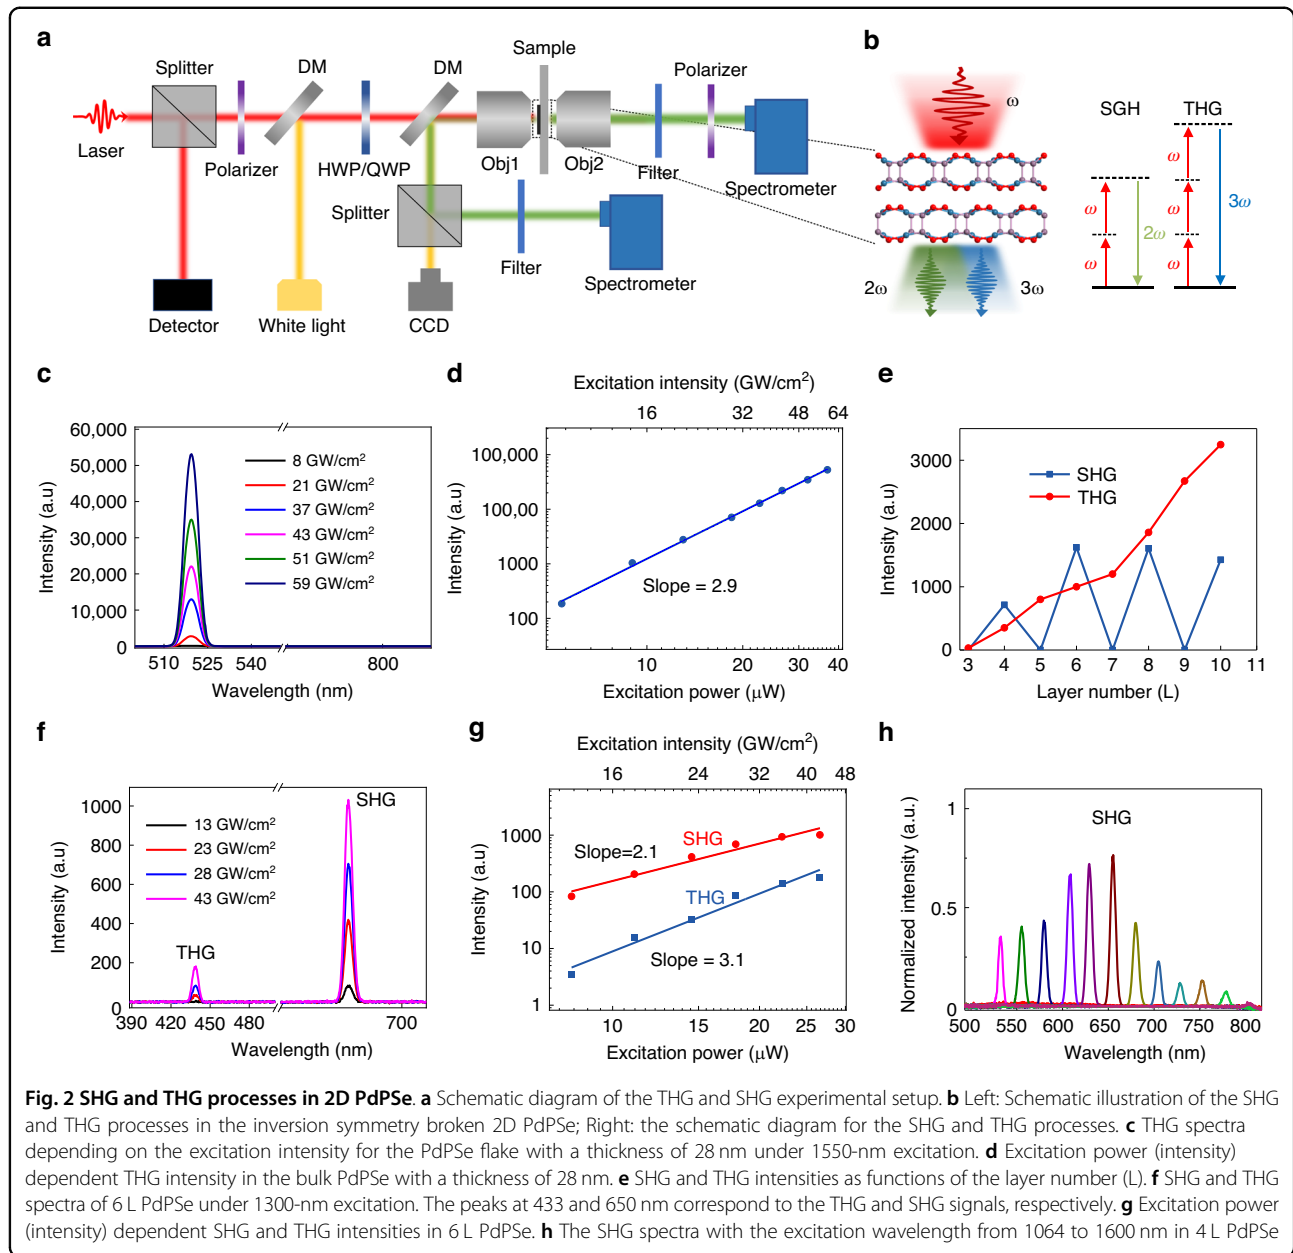 a
Sample
Splitter
DM
DM
Polarizer
Laser
Polarizer
HWP/QWP
Obj1
Obj2
Filter
Spectrometer
Splitter
Filter
Spectrometer
Detector
White light
CCD
b
ω
2ω
3ω
SGH
THG
ω
ω
2ω
ω
ω
ω
3ω
c
Intensity (a.u)
60,000
50,000
40,000
30,000
20,000
10,000
0
8 GW/cm²
21 GW/cm²
37 GW/cm²
43 GW/cm²
51 GW/cm²
59 GW/cm²
510 525 540 800
Wavelength (nm)
d
Excitation intensity (GW/cm²)
16 32 48 64
Intensity (a.u)
100,000
100,00
1000
100
Slope = 2.9
10 20 30 40
Excitation power (μW)
e
Intensity (a.u)
3000
2000
1000
0
SHG
THG
3 4 5 6 7 8 9 10 11
Layer number (L)
f
Intensity (a.u)
1000
800
600
400
200
0
13 GW/cm²
23 GW/cm²
28 GW/cm²
43 GW/cm²
THG
SHG
390 420 450 480 700
Wavelength (nm)
g
Excitation intensity (GW/cm²)
16 24 32 40 48
Intensity (a.u)
1000
100
10
1
Slope=2.1
SHG
THG
Slope = 3.1
10 15 20 25 30
Excitation power (μW)
h
Normalized intensity (a.u.)
1
0.5
0
SHG
500 550 600 650 700 750 800
Wavelength (nm)
Fig. 2 SHG and THG processes in 2D PdPSe. a Schematic diagram of the THG and SHG experimental setup. b Left: Schematic illustration of the SHG
and THG processes in the inversion symmetry broken 2D PdPSe; Right: the schematic diagram for the SHG and THG processes. c THG spectra
depending on the excitation intensity for the PdPSe flake with a thickness of 28 nm under 1550-nm excitation. d Excitation power (intensity)
dependent THG intensity in the bulk PdPSe with a thickness of 28 nm. e SHG and THG intensities as functions of the layer number (L). f SHG and THG
spectra of 6 L PdPSe under 1300-nm excitation. The peaks at 433 and 650 nm correspond to the THG and SHG signals, respectively. g Excitation power
(intensity) dependent SHG and THG intensities in 6 L PdPSe. h The SHG spectra with the excitation wavelength from 1064 to 1600 nm in 4 L PdPSe